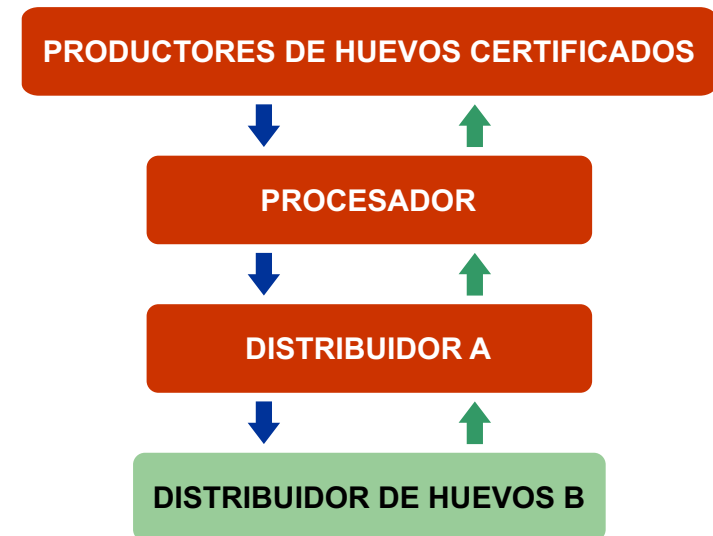 PRODUCTORES DE HUEVOS CERTIFICADOS
PROCESADOR
DISTRIBUIDOR A
DISTRIBUIDOR DE HUEVOS B